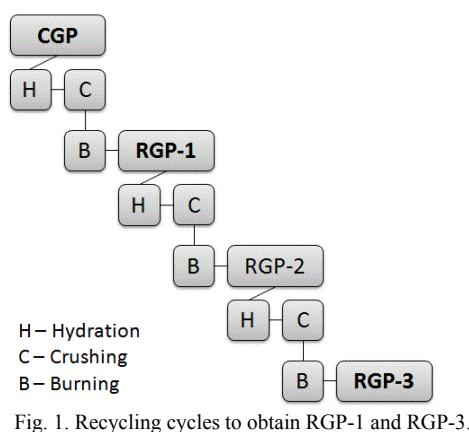 CGP
H C
B RGP-1
H C
B RGP-2
H C
B RGP-3
H – Hydration
C – Crushing
B – Burning
Fig. 1. Recycling cycles to obtain RGP-1 and RGP-3.